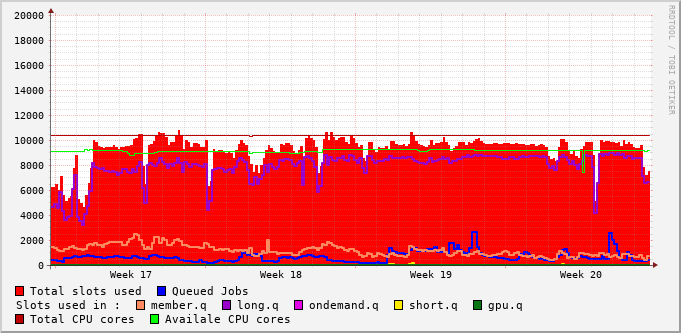 20000
RRDTOOL / TOBI OETIKER
18000
16000
14000
12000
10000
8000
6000
4000
2000
0
Week 17 Week 18 Week 19 Week 20
Total slots used Queued Jobs
Slots used in : member.q long.q ondemand.q short.q gpu.q
Total CPU cores Availale CPU cores